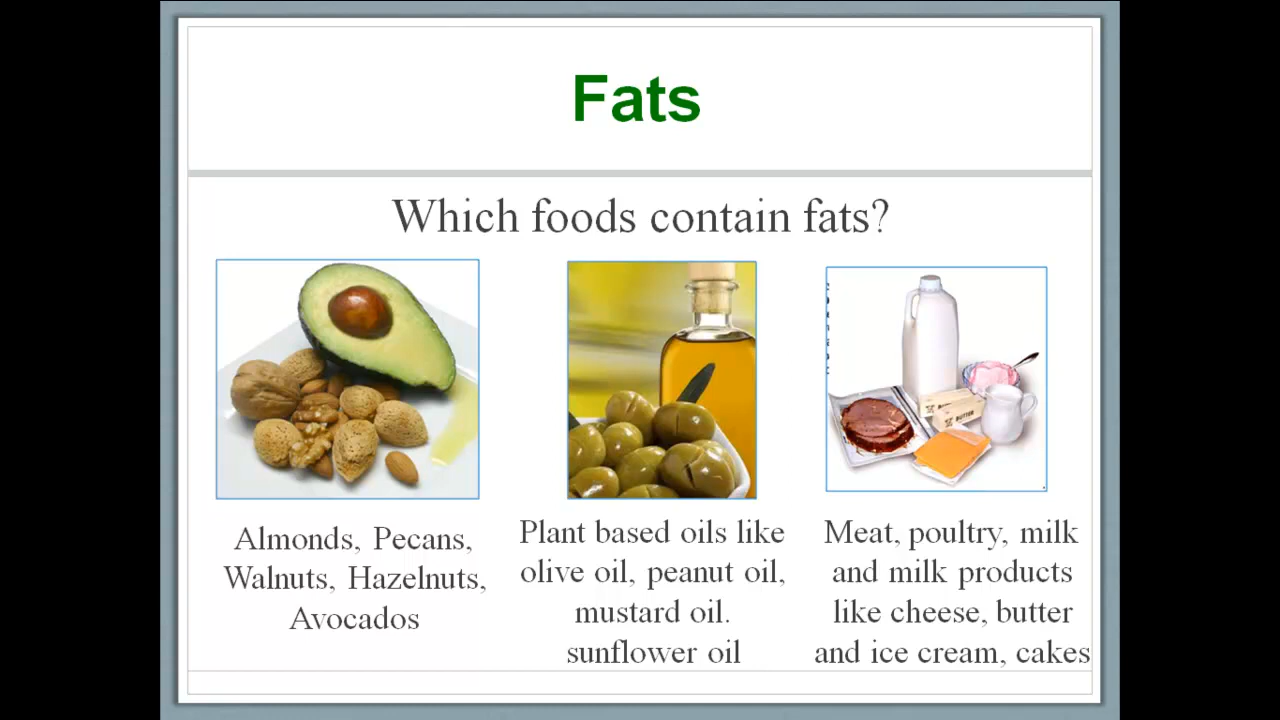 Fats
Which foods contain fats?
BUTTER
Almonds, Pecans,
Walnuts, Hazelnuts,
Avocados
Plant based oils like
olive oil, peanut oil,
mustard oil.
sunflower oil
Meat, poultry, milk
and milk products
like cheese, butter
and ice cream, cakes